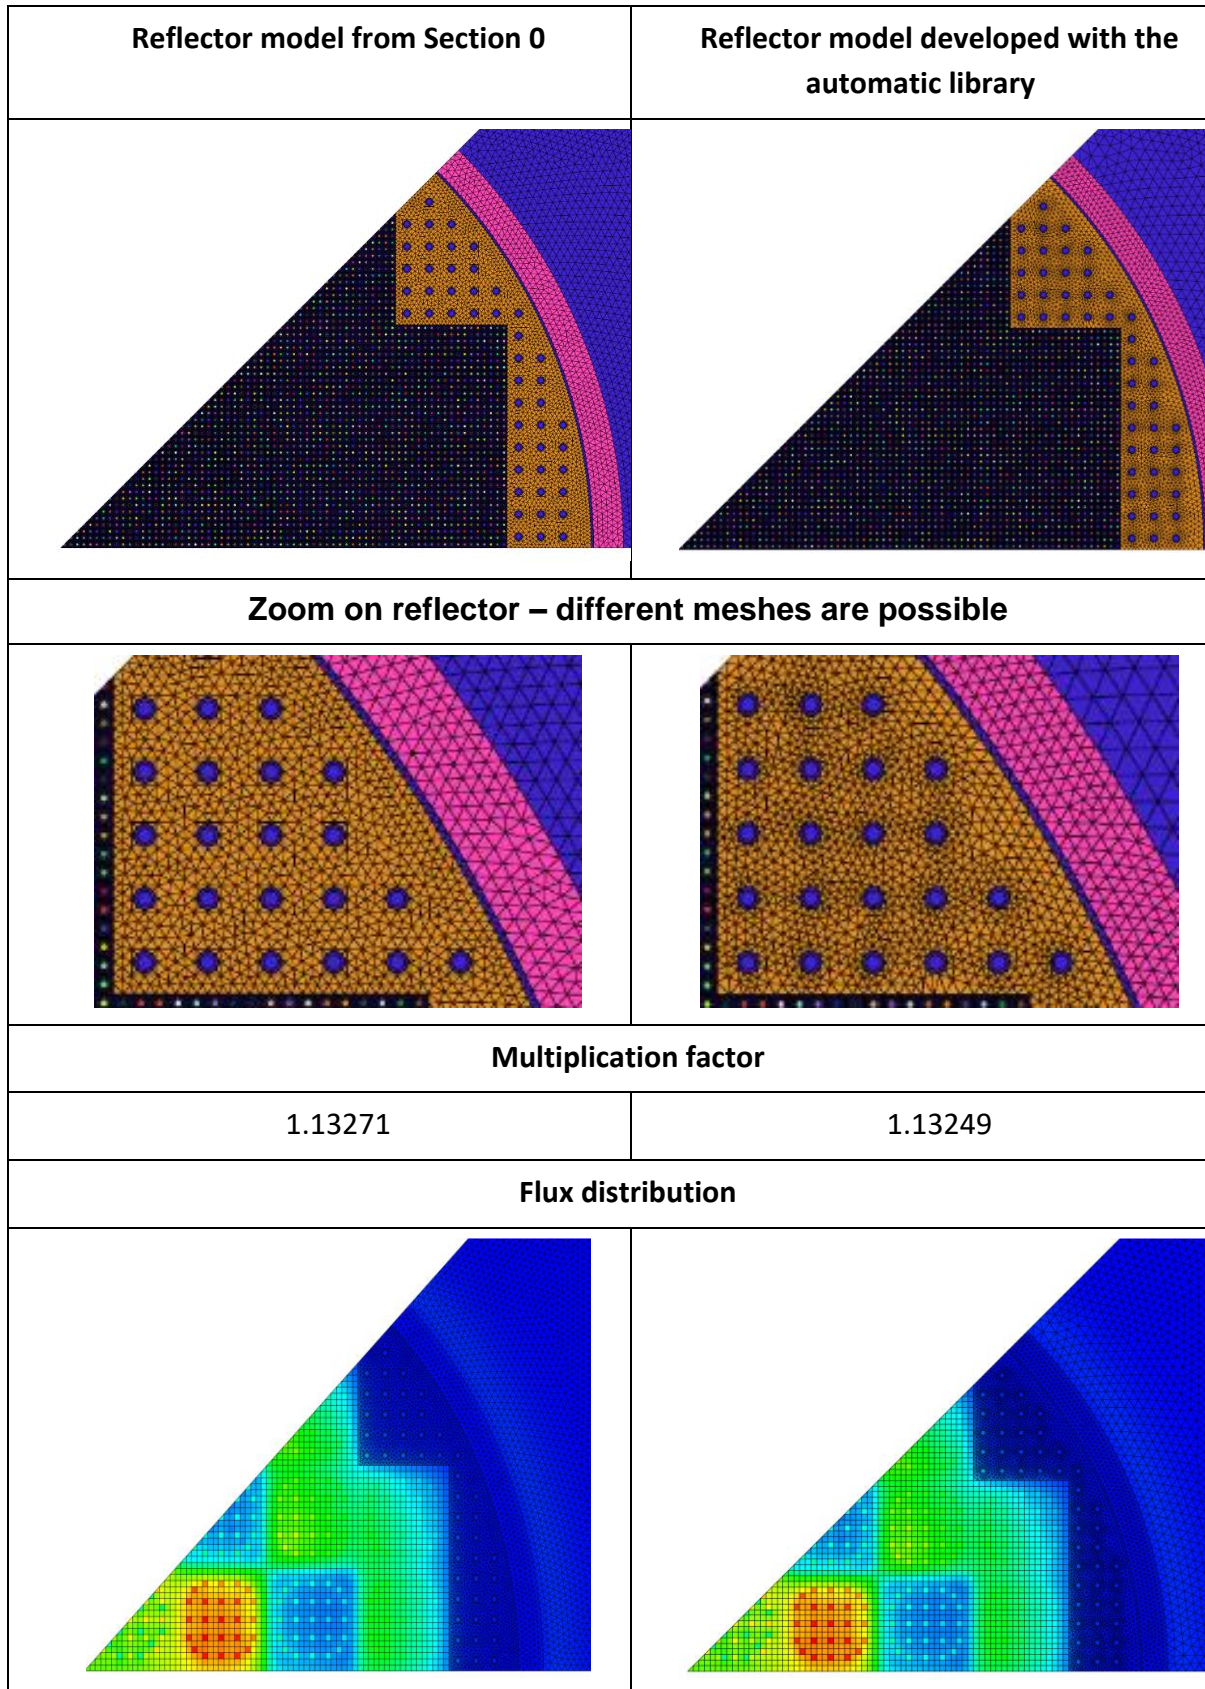 Reflector model from Section 0
Reflector model developed with the
automatic library
Zoom on reflector – different meshes are possible
Multiplication factor
1.13271
1.13249
Flux distribution